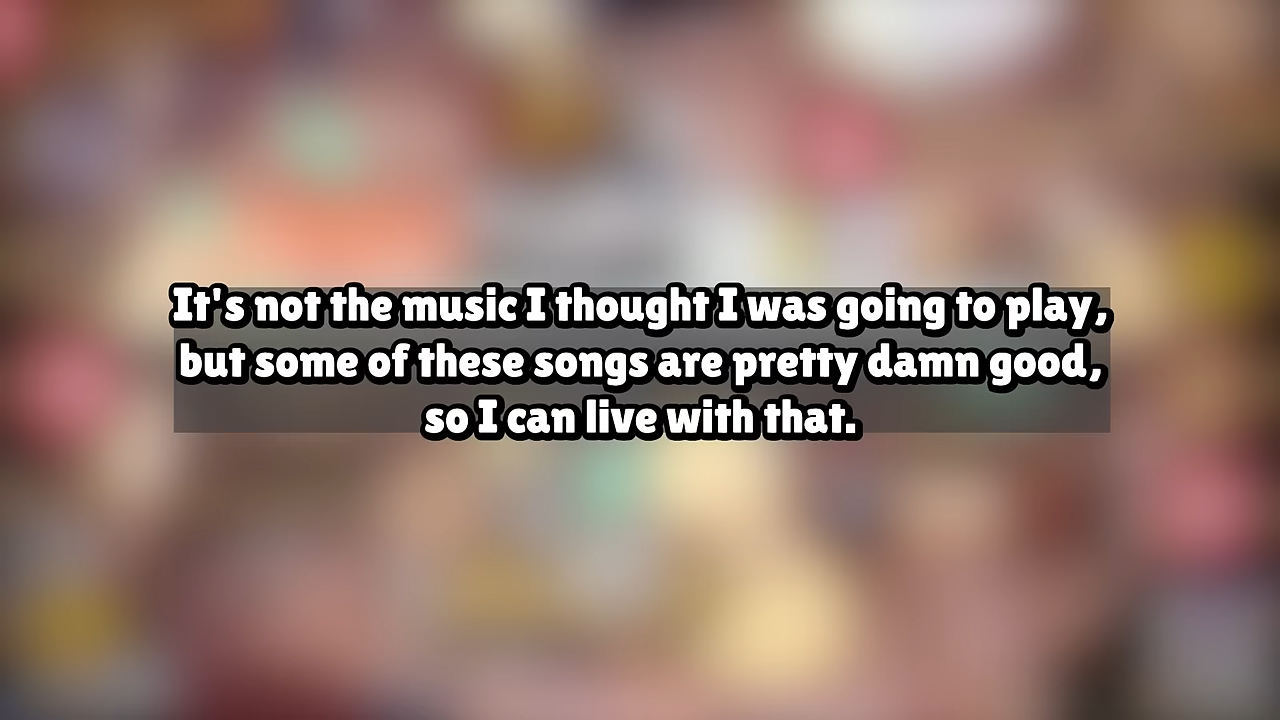 It's not the music I thought I was going to play,
but some of these songs are pretty damn good,
so I can live with that.